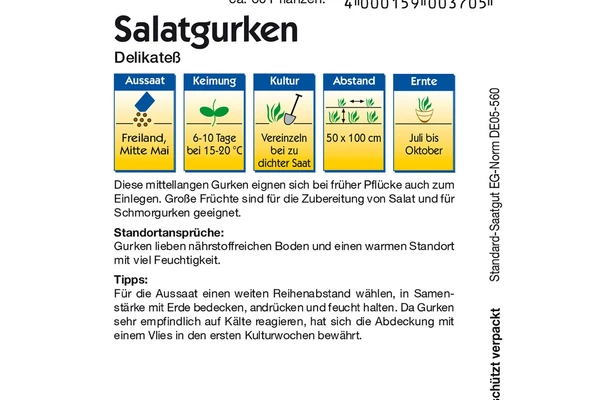 ca. 60 Pflanzen.
4 000159 003705
Salatgurken
Delikateß
Aussaat
Keimung
Kultur
Abstand
Ernte
Freiland,
Mitte Mai
6-10 Tage
bei 15-20 °C
Vereinzeln
bei zu
dichter Saat
50 x 100 cm
Juli bis
Oktober
Diese mittellangen Gurken eignen sich bei früher Pflücke auch zum
Einlegen. Große Früchte sind für die Zubereitung von Salat und für
Schmorgurken geeignet.
Standortansprüche:
Gurken lieben nährstoffreichen Boden und einen warmen Standort
mit viel Feuchtigkeit.
Tipps:
Für die Aussaat einen weiten Reihenabstand wählen, in Samen-
stärke mit Erde bedecken, andrücken und feucht halten. Da Gurken
sehr empfindlich auf Kälte reagieren, hat sich die Abdeckung mit
einem Vlies in den ersten Kulturwochen bewährt.
Standard-Saatgut EG-Norm DE05-560
schützt verpackt